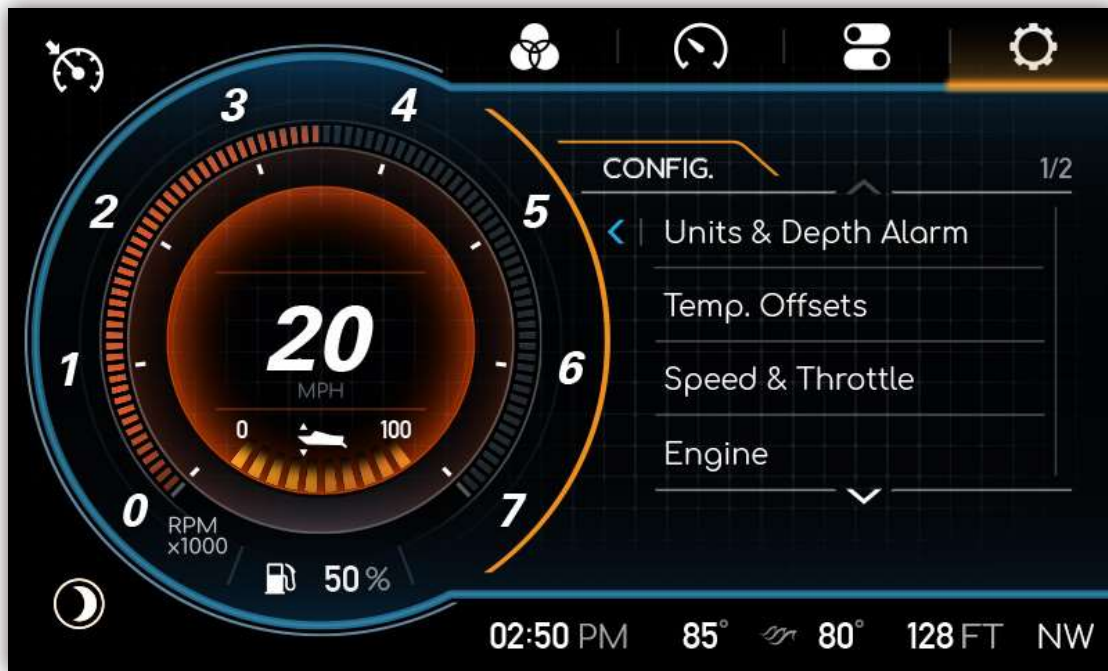 3 4
2 5
1 6
0 7
20
MPH
0 100
RPM
x1000
50%
CONFIG. 1/2
Units & Depth Alarm
Temp. Offsets
Speed & Throttle
Engine
02:50 PM 85° 80° 128 FT NW